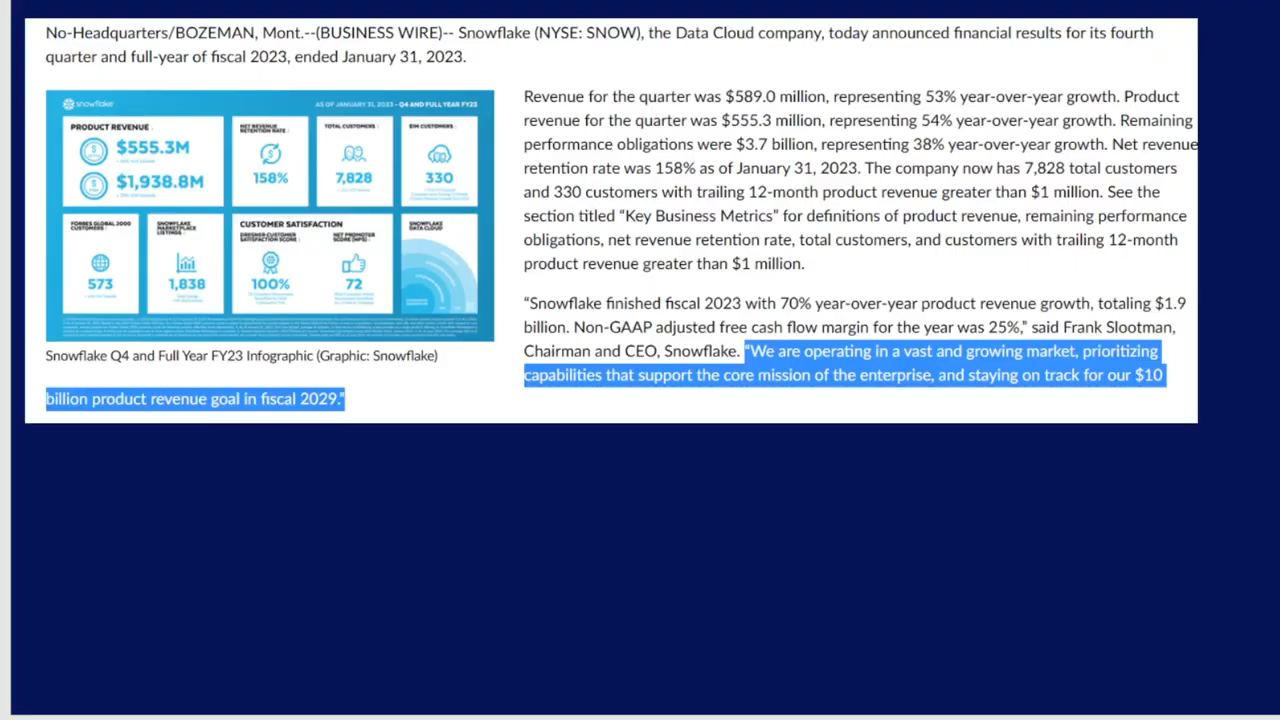 No-Headquarters/BOZEMAN, Mont.--(BUSINESS WIRE)-- Snowflake (NYSE: SNOW), the Data Cloud company, today announced financial results for its fourth
quarter and full-year of fiscal 2023, ended January 31, 2023.
snowflake
AS OF JANUARY 31, 2023 - Q4 AND FULL YEAR FY23
PRODUCT REVENUE
$555.3M
$1,938.8M
NET REVENUE
RETENTION RATE
158%
TOTAL CUSTOMERS
7,828
$1M CUSTOMERS
330
FORBES GLOBAL 2000
CUSTOMERS
573
SNOWFLAKE
MARKETPLACE
LISTINGS
1,838
CUSTOMER SATISFACTION
DRESNER CUSTOMER
SATISFACTION SCORE
100%
NET PROMOTER
SCORE (NPS)
72
SNOWFLAKE
DATA CLOUD
Snowflake Q4 and Full Year FY23 Infographic (Graphic: Snowflake)
Revenue for the quarter was $589.0 million, representing 53% year-over-year growth. Product
revenue for the quarter was $555.3 million, representing 54% year-over-year growth. Remaining
performance obligations were $3.7 billion, representing 38% year-over-year growth. Net revenue
retention rate was 158% as of January 31, 2023. The company now has 7,828 total customers
and 330 customers with trailing 12-month product revenue greater than $1 million. See the
section titled “Key Business Metrics” for definitions of product revenue, remaining performance
obligations, net revenue retention rate, total customers, and customers with trailing 12-month
product revenue greater than $1 million.
“Snowflake finished fiscal 2023 with 70% year-over-year product revenue growth, totaling $1.9
billion. Non-GAAP adjusted free cash flow margin for the year was 25%,” said Frank Slootman,
Chairman and CEO, Snowflake. “We are operating in a vast and growing market, prioritizing
capabilities that support the core mission of the enterprise, and staying on track for our $10
billion product revenue goal in fiscal 2029.”